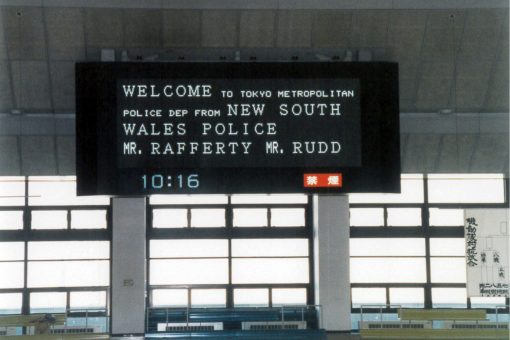 WELCOME TO TOKYO METROPOLITAN
POLICE DEP FROM NEW SOUTH
WALES POLICE
MR. RAFFERTY MR. RUDD
10:16
禁煙